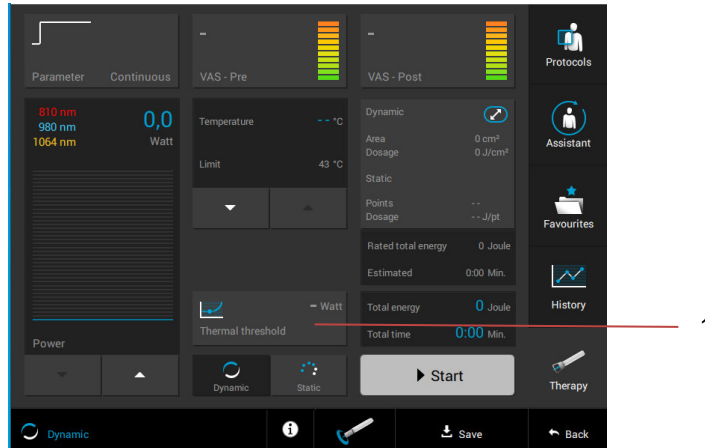 Parameter Continuous
-
VAS - Pre
-
VAS - Post
Protocols
810 nm
980 nm
1064 nm
0,0
Watt
Power
Temperature -- °C
Limit 43 °C
Dynamic
Area 0 cm²
Dosage 0 J/cm²
Static
Points --
Dosage -- J/pt
Rated total energy 0 Joule
Estimated 0:00 Min.
– Watt
Thermal threshold
Total energy 0 Joule
Total time 0:00 Min.
Dynamic
Static
Start
Assistant
Favourites
History
Therapy
Dynamic
Save
Back